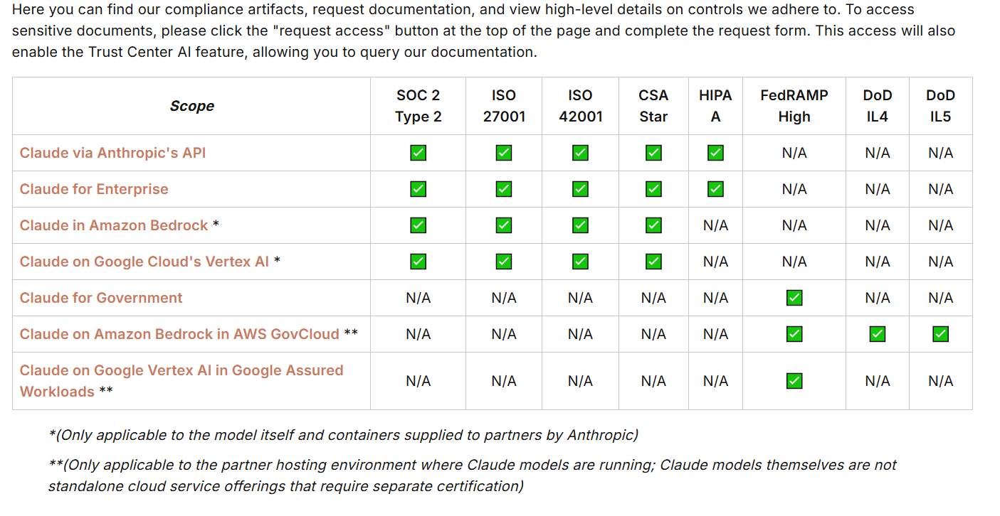 Here you can find our compliance artifacts, request documentation, and view high-level details on controls we adhere to. To access
sensitive documents, please click the "request access" button at the top of the page and complete the request form. This access will also
enable the Trust Center AI feature, allowing you to query our documentation.
Scope SOC 2 Type 2 ISO 27001 ISO 42001 CSA Star HIPA A FedRAMP High DoD IL4 DoD IL5
Claude via Anthropic's API ✅ ✅ ✅ ✅ ✅ N/A N/A N/A
Claude for Enterprise ✅ ✅ ✅ ✅ ✅ N/A N/A N/A
Claude in Amazon Bedrock * ✅ ✅ ✅ ✅ N/A N/A N/A N/A
Claude on Google Cloud's Vertex AI * ✅ ✅ ✅ ✅ N/A N/A N/A N/A
Claude for Government N/A N/A N/A N/A N/A ✅ N/A N/A
Claude on Amazon Bedrock in AWS GovCloud ** N/A N/A N/A N/A N/A ✅ ✅ ✅
Claude on Google Vertex AI in Google Assured
Workloads ** N/A N/A N/A N/A N/A ✅ N/A N/A
*(Only applicable to the model itself and containers supplied to partners by Anthropic)
**(Only applicable to the partner hosting environment where Claude models are running; Claude models themselves are not
standalone cloud service offerings that require separate certification)